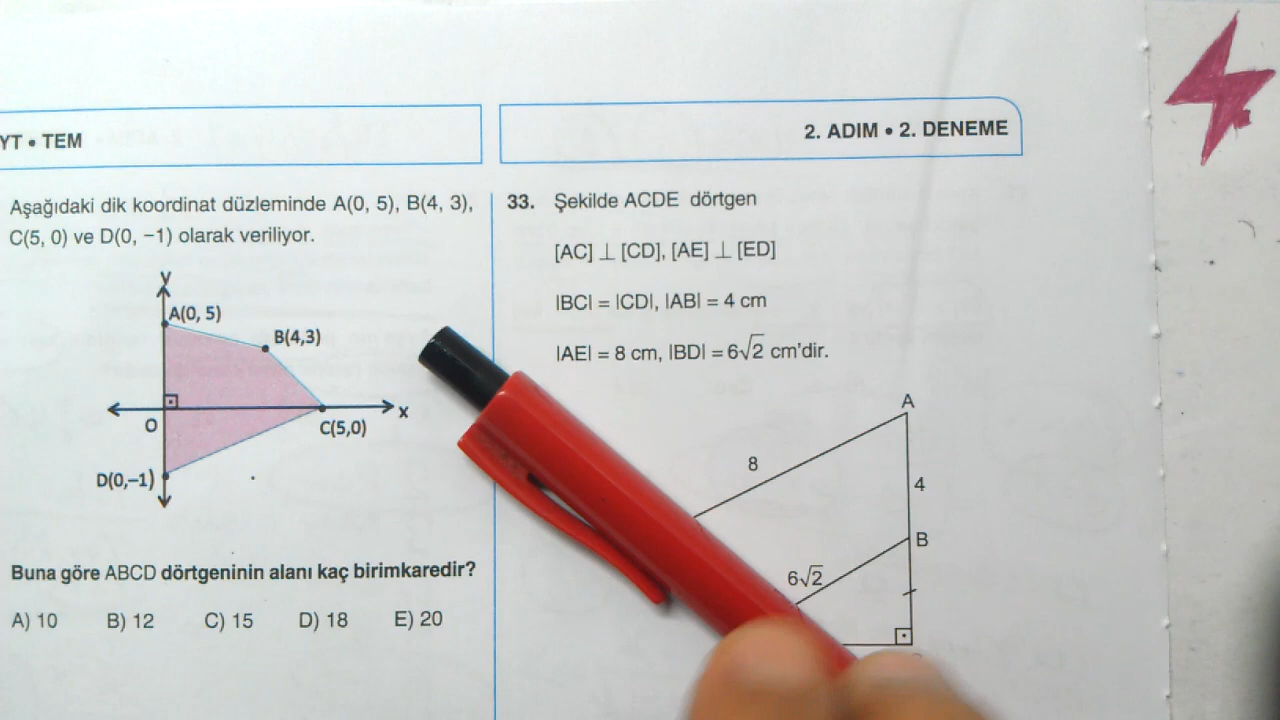 YT • TEM
2. ADIM • 2. DENEME
Aşağıdaki dik koordinat düzleminde A(0, 5), B(4, 3),
C(5, 0) ve D(0, −1) olarak veriliyor.
y
A(0, 5)
B(4,3)
O
C(5,0)
x
D(0,−1)
Buna göre ABCD dörtgeninin alanı kaç birimkaredir?
A) 10 B) 12 C) 15 D) 18 E) 20
33. Şekilde ACDE dörtgen
[AC] ⊥ [CD], [AE] ⊥ [ED]
|BC| = |CD|, |AB| = 4 cm
|AE| = 8 cm, |BD| = 6√2 cm'dir.
A
8
4
B
6√2